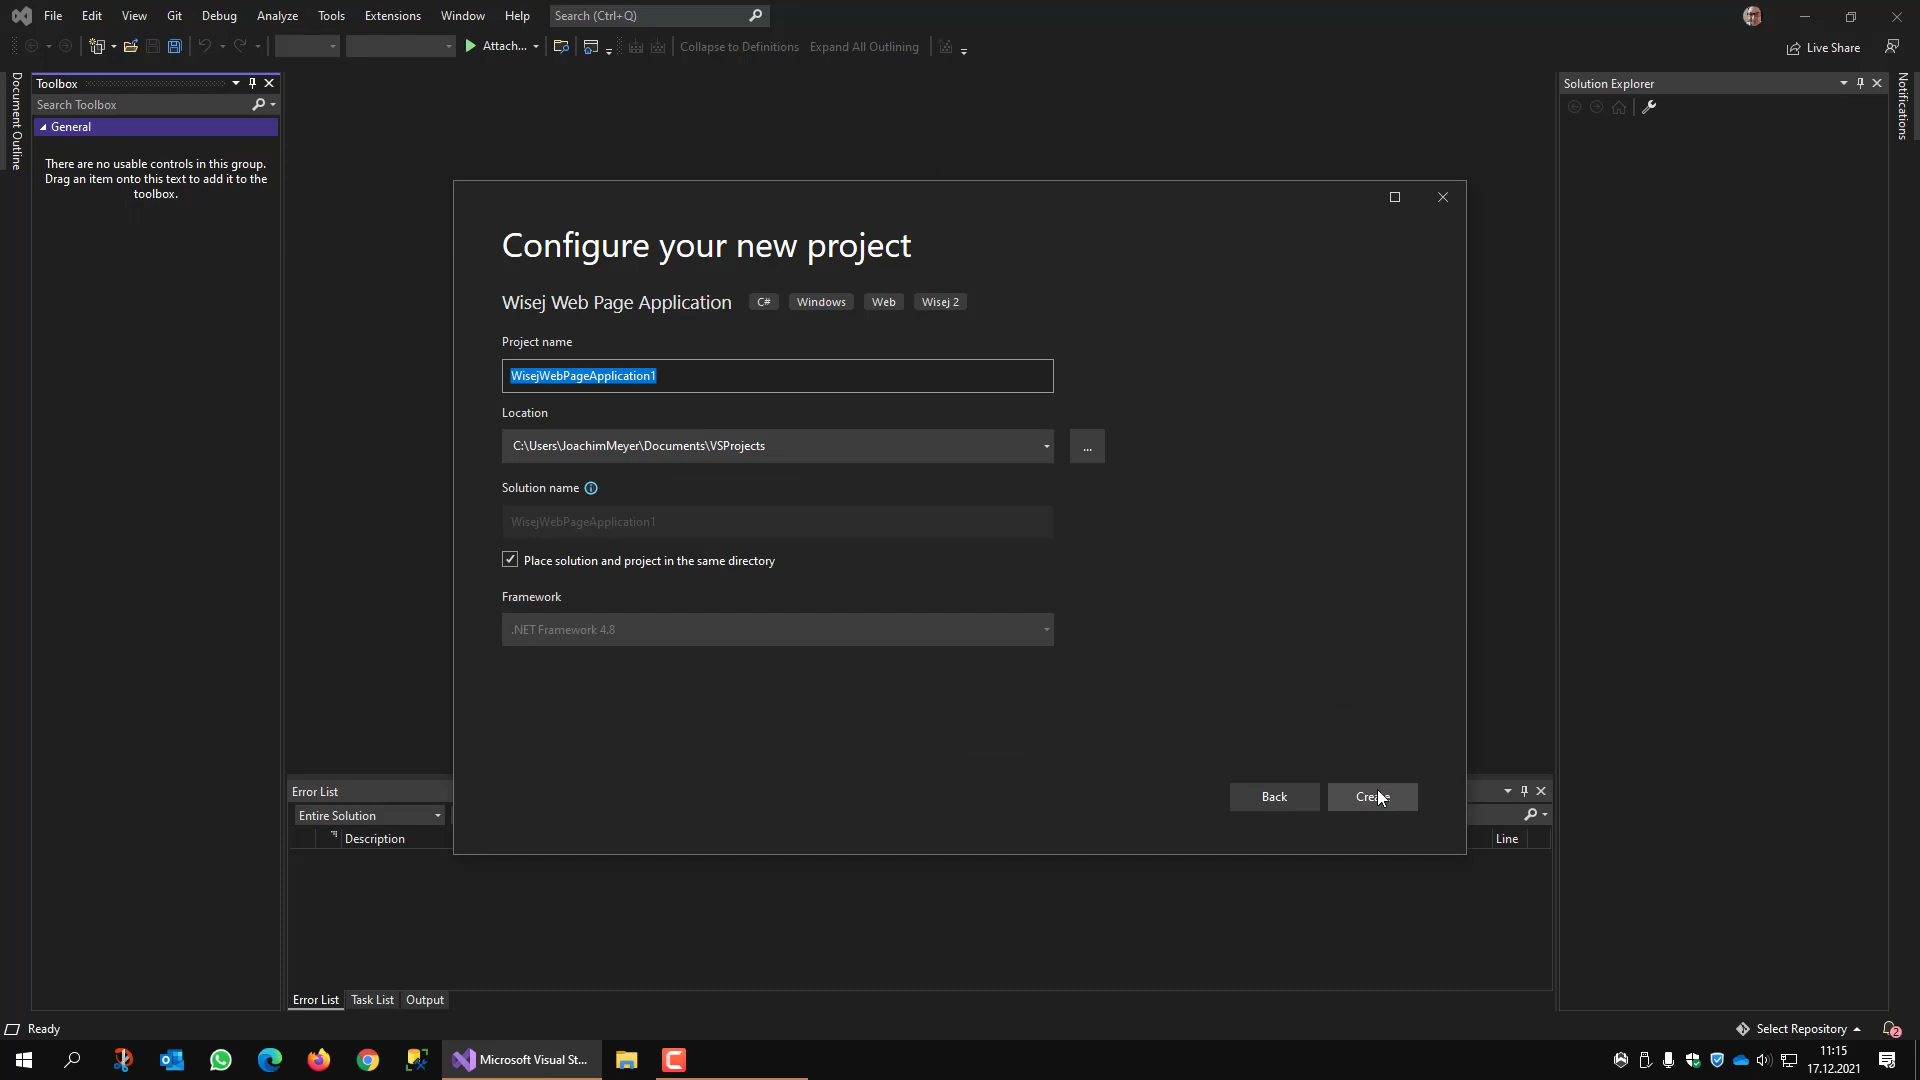 File Edit View Git Debug Analyze Tools Extensions Window Help Search (Ctrl+Q)
Attach... Collapse to Definitions Expand All Outlining Live Share
Document Outline
Toolbox
Search Toolbox
General
There are no usable controls in this group.
Drag an item onto this text to add it to the
toolbox.
Configure your new project
Wisej Web Page Application C# Windows Web Wisej 2
Project name
WisejWebPageApplication1
Location
C:\Users\JoachimMeyer\Documents\VSProjects
...
Solution name
WisejWebPageApplication1
Place solution and project in the same directory
Framework
.NET Framework 4.8
Back Create
Solution Explorer
Notifications
Error List
Entire Solution
Description Line
Error List Task List Output
Ready Select Repository 2
Microsoft Visual St...
11:15
17.12.2021